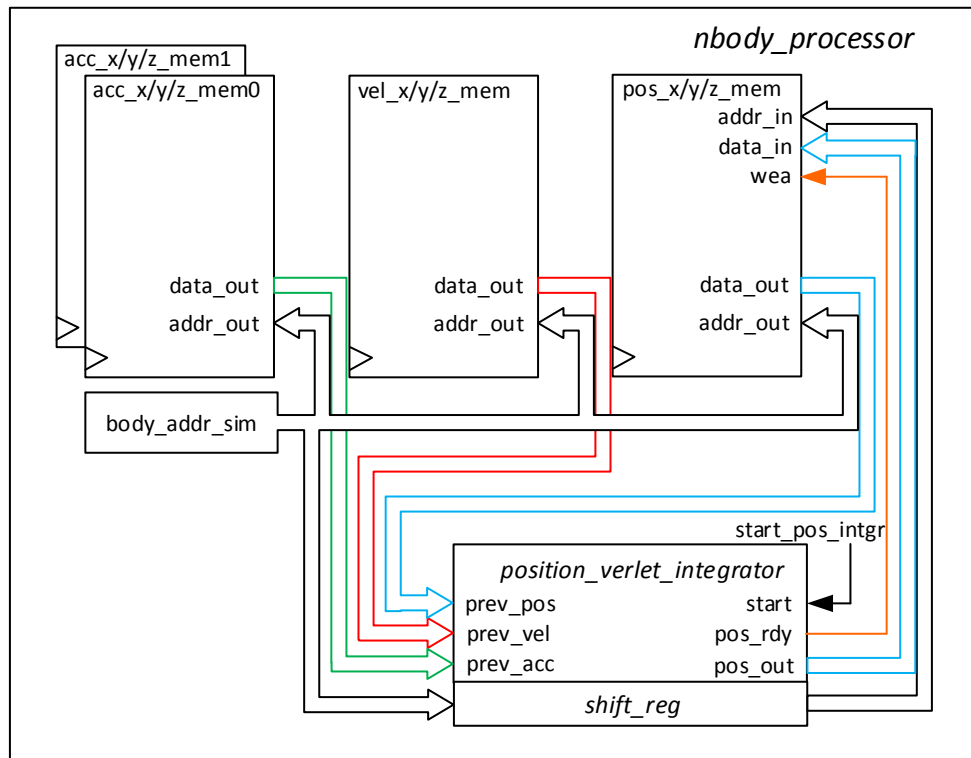 nbody_processor
acc_x/y/z_mem1
acc_x/y/z_mem0
data_out
addr_out
vel_x/y/z_mem
data_out
addr_out
pos_x/y/z_mem
addr_in
data_in
wea
data_out
addr_out
body_addr_sim
start_pos_intgr
position_verlet_integrator
prev_pos
prev_vel
prev_acc
start
pos_rdy
pos_out
shift_reg